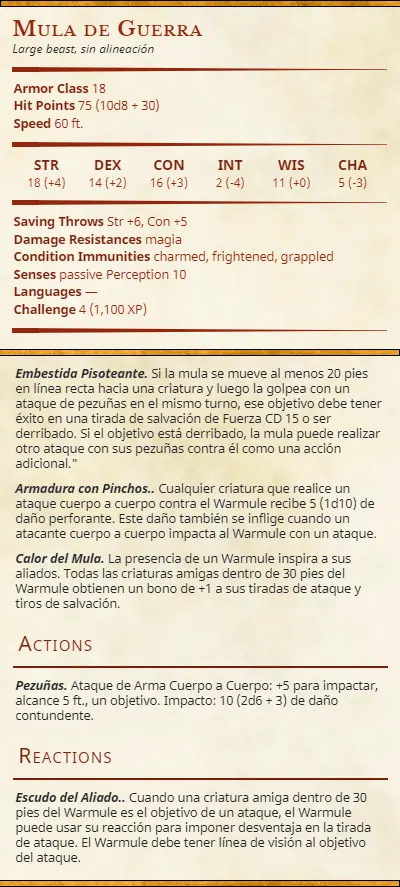 Mula de Guerra
Large beast, sin alineación
Armor Class 18
Hit Points 75 (10d8 + 30)
Speed 60 ft.
STR DEX CON INT WIS CHA
18 (+4) 14 (+2) 16 (+3) 2 (-4) 11 (+0) 5 (-3)
Saving Throws Str +6, Con +5
Damage Resistances magia
Condition Immunities charmed, frightened, grappled
Senses passive Perception 10
Languages —
Challenge 4 (1,100 XP)
Embestida Pisoteante. Si la mula se mueve al menos 20 pies
en línea recta hacia una criatura y luego la golpea con un
ataque de pezuñas en el mismo turno, ese objetivo debe tener
éxito en una tirada de salvación de Fuerza CD 15 o ser
derribado. Si el objetivo está derribado, la mula puede realizar
otro ataque con sus pezuñas contra él como una acción
adicional."
Armadura con Pinchos.. Cualquier criatura que realice un
ataque cuerpo a cuerpo contra el Warmule recibe 5 (1d10) de
daño perforante. Este daño también se inflige cuando un
atacante cuerpo a cuerpo impacta al Warmule con un ataque.
Calor del Mula. La presencia de un Warmule inspira a sus
aliados. Todas las criaturas amigas dentro de 30 pies del
Warmule obtienen un bono de +1 a sus tiradas de ataque y
tiros de salvación.
Actions
Pezuñas. Ataque de Arma Cuerpo a Cuerpo: +5 para impactar,
alcance 5 ft., un objetivo. Impacto: 10 (2d6 + 3) de daño
contundente.
Reactions
Escudo del Aliado.. Cuando una criatura amiga dentro de 30
pies del Warmule es el objetivo de un ataque, el Warmule
puede usar su reacción para imponer desventaja en la tirada
de ataque. El Warmule debe tener línea de visión al objetivo
del ataque.